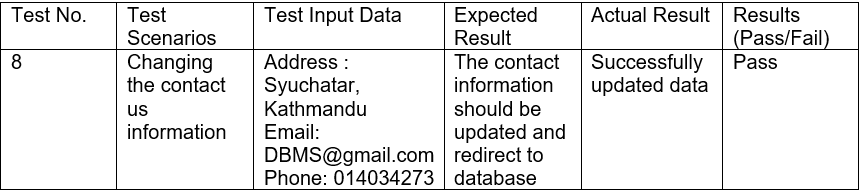 Test No. Test Scenarios Test Input Data Expected Result Actual Result Results (Pass/Fail)
8
Changing
the contact
us
information
Address :
Syuchatar,
Kathmandu
Email:
DBMS@gmail.com
Phone: 014034273
The contact
information
should be
updated and
redirect to
database
Successfully
updated data
Pass